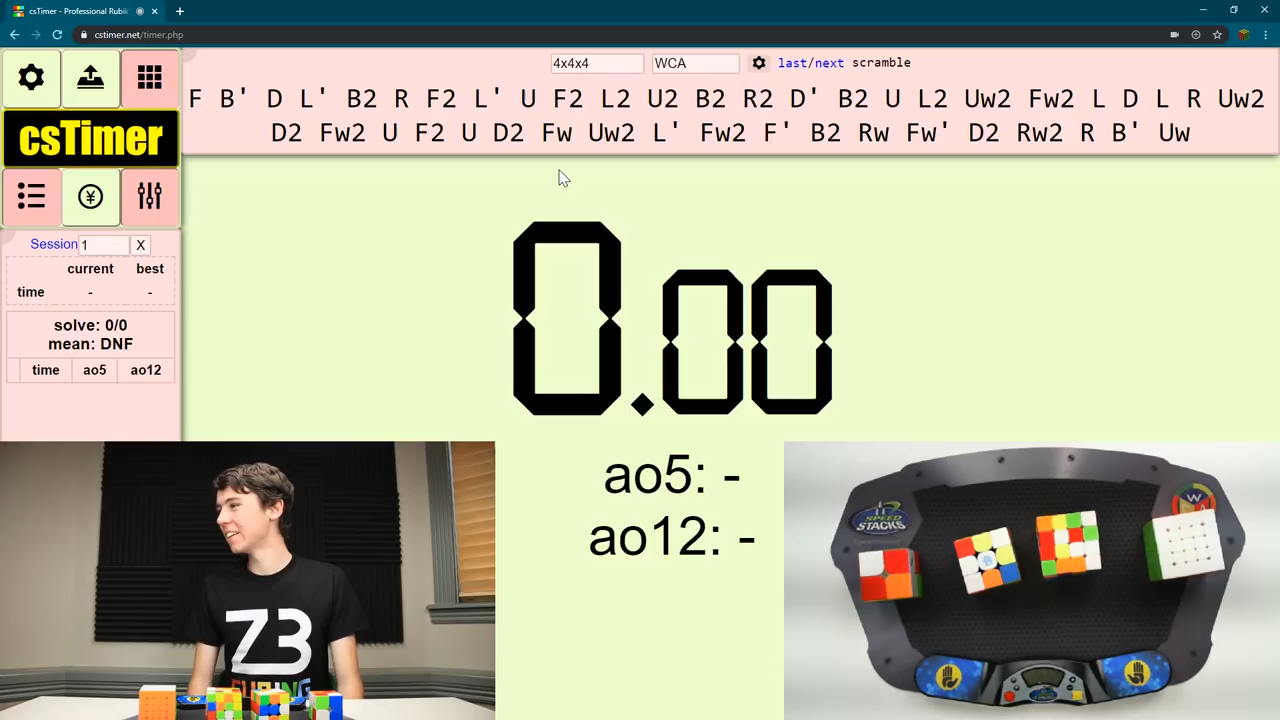 csTimer - Professional Rubik
cstimer.net/timer.php
4x4x4 WCA last/next scramble
F B' D L' B2 R F2 L' U F2 L2 U2 B2 R2 D' B2 U L2 Uw2 Fw2 L D L R Uw2
D2 Fw2 U F2 U D2 Fw Uw2 L' Fw2 F' B2 Rw Fw' D2 Rw2 R B' Uw
csTimer
Session 1 X
current best
time - -
solve: 0/0
mean: DNF
time ao5 ao12
0.00
ao5: -
ao12: -
Z3
CUBING
SPEED
STACKS
W